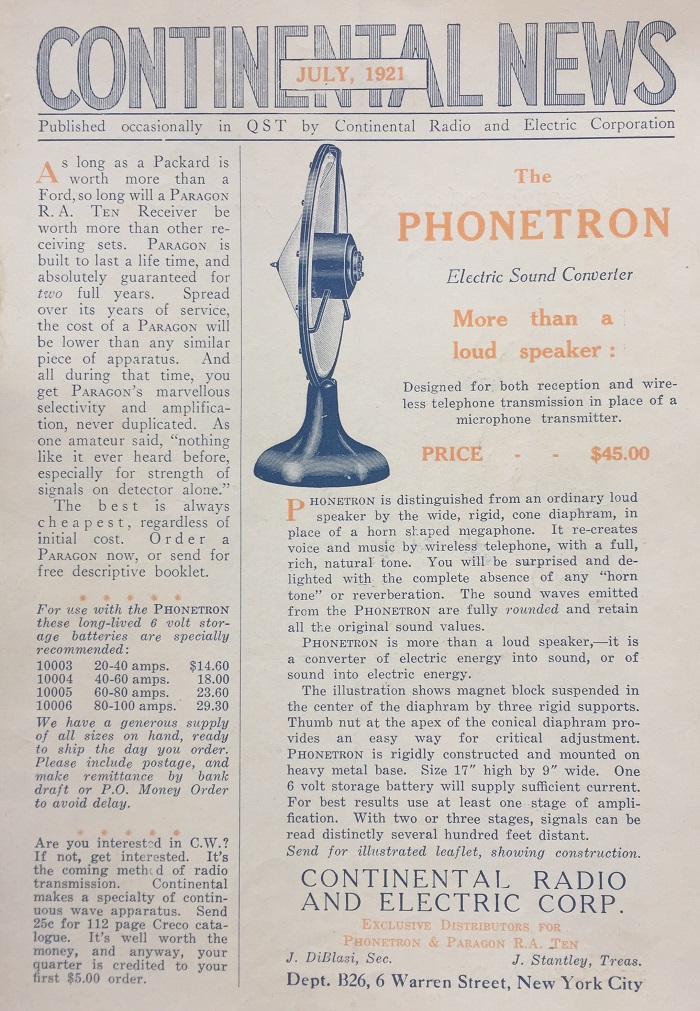 CONTINENTAL NEWS
JULY, 1921
Published occasionally in QST by Continental Radio and Electric Corporation
As long as a Packard is
worth more than a
Ford, so long will a PARAGON
R. A. TEN Receiver be
worth more than other re-
ceiving sets. PARAGON is
built to last a life time, and
absolutely guaranteed for
two full years. Spread
over its years of service,
the cost of a PARAGON will
be lower than any similar
piece of apparatus. And
all during that time, you
get PARAGON'S marvellous
selectivity and amplifica-
tion, never duplicated. As
one amateur said, "nothing
like it ever heard before,
especially for strength of
signals on detector alone."
The best is always
cheapest, regardless of
initial cost. Order a
PARAGON now, or send for
free descriptive booklet.
* * * * *
For use with the PHONETRON
these long-lived 6 volt stor-
age batteries are specially
recommended:
10003 20-40 amps. $14.60
10004 40-60 amps. 18.00
10005 60-80 amps. 23.60
10006 80-100 amps. 29.30
We have a generous supply
of all sizes on hand, ready
to ship the day you order.
Please include postage, and
make remittance by bank
draft or P.O. Money Order
to avoid delay.
* * * * *
Are you interested in C.W.?
If not, get interested. It's
the coming method of radio
transmission. Continental
makes a specialty of contin-
uous wave apparatus. Send
25c for 112 page Creco cata-
logue. It's well worth the
money, and anyway, your
quarter is credited to your
first $5.00 order.
The
PHONETRON
Electric Sound Converter
More than a
loud speaker:
Designed for both reception and wire-
less telephone transmission in place of a
microphone transmitter.
PRICE - - $45.00
PHONETRON is distinguished from an ordinary loud
speaker by the wide, rigid, cone diaphram, in
place of a horn shaped megaphone. It re-creates
voice and music by wireless telephone, with a full,
rich, natural tone. You will be surprised and de-
lighted with the complete absence of any "horn
tone" or reverberation. The sound waves emitted
from the PHONETRON are fully rounded and retain
all the original sound values.
PHONETRON is more than a loud speaker,—it is
a converter of electric energy into sound, or of
sound into electric energy.
The illustration shows magnet block suspended in
the center of the diaphram by three rigid supports.
Thumb nut at the apex of the conical diaphram pro-
vides an easy way for critical adjustment.
PHONETRON is rigidly constructed and mounted on
heavy metal base. Size 17" high by 9" wide. One
6 volt storage battery will supply sufficient current.
For best results use at least one stage of ampli-
fication. With two or three stages, signals can be
read distinctly several hundred feet distant.
Send for illustrated leaflet, showing construction.
CONTINENTAL RADIO
AND ELECTRIC CORP.
EXCLUSIVE DISTRIBUTORS FOR
PHONETRON & PARAGON R.A. TEN
J. DiBlasi, Sec. J. Stantley, Treas.
Dept. B26, 6 Warren Street, New York City